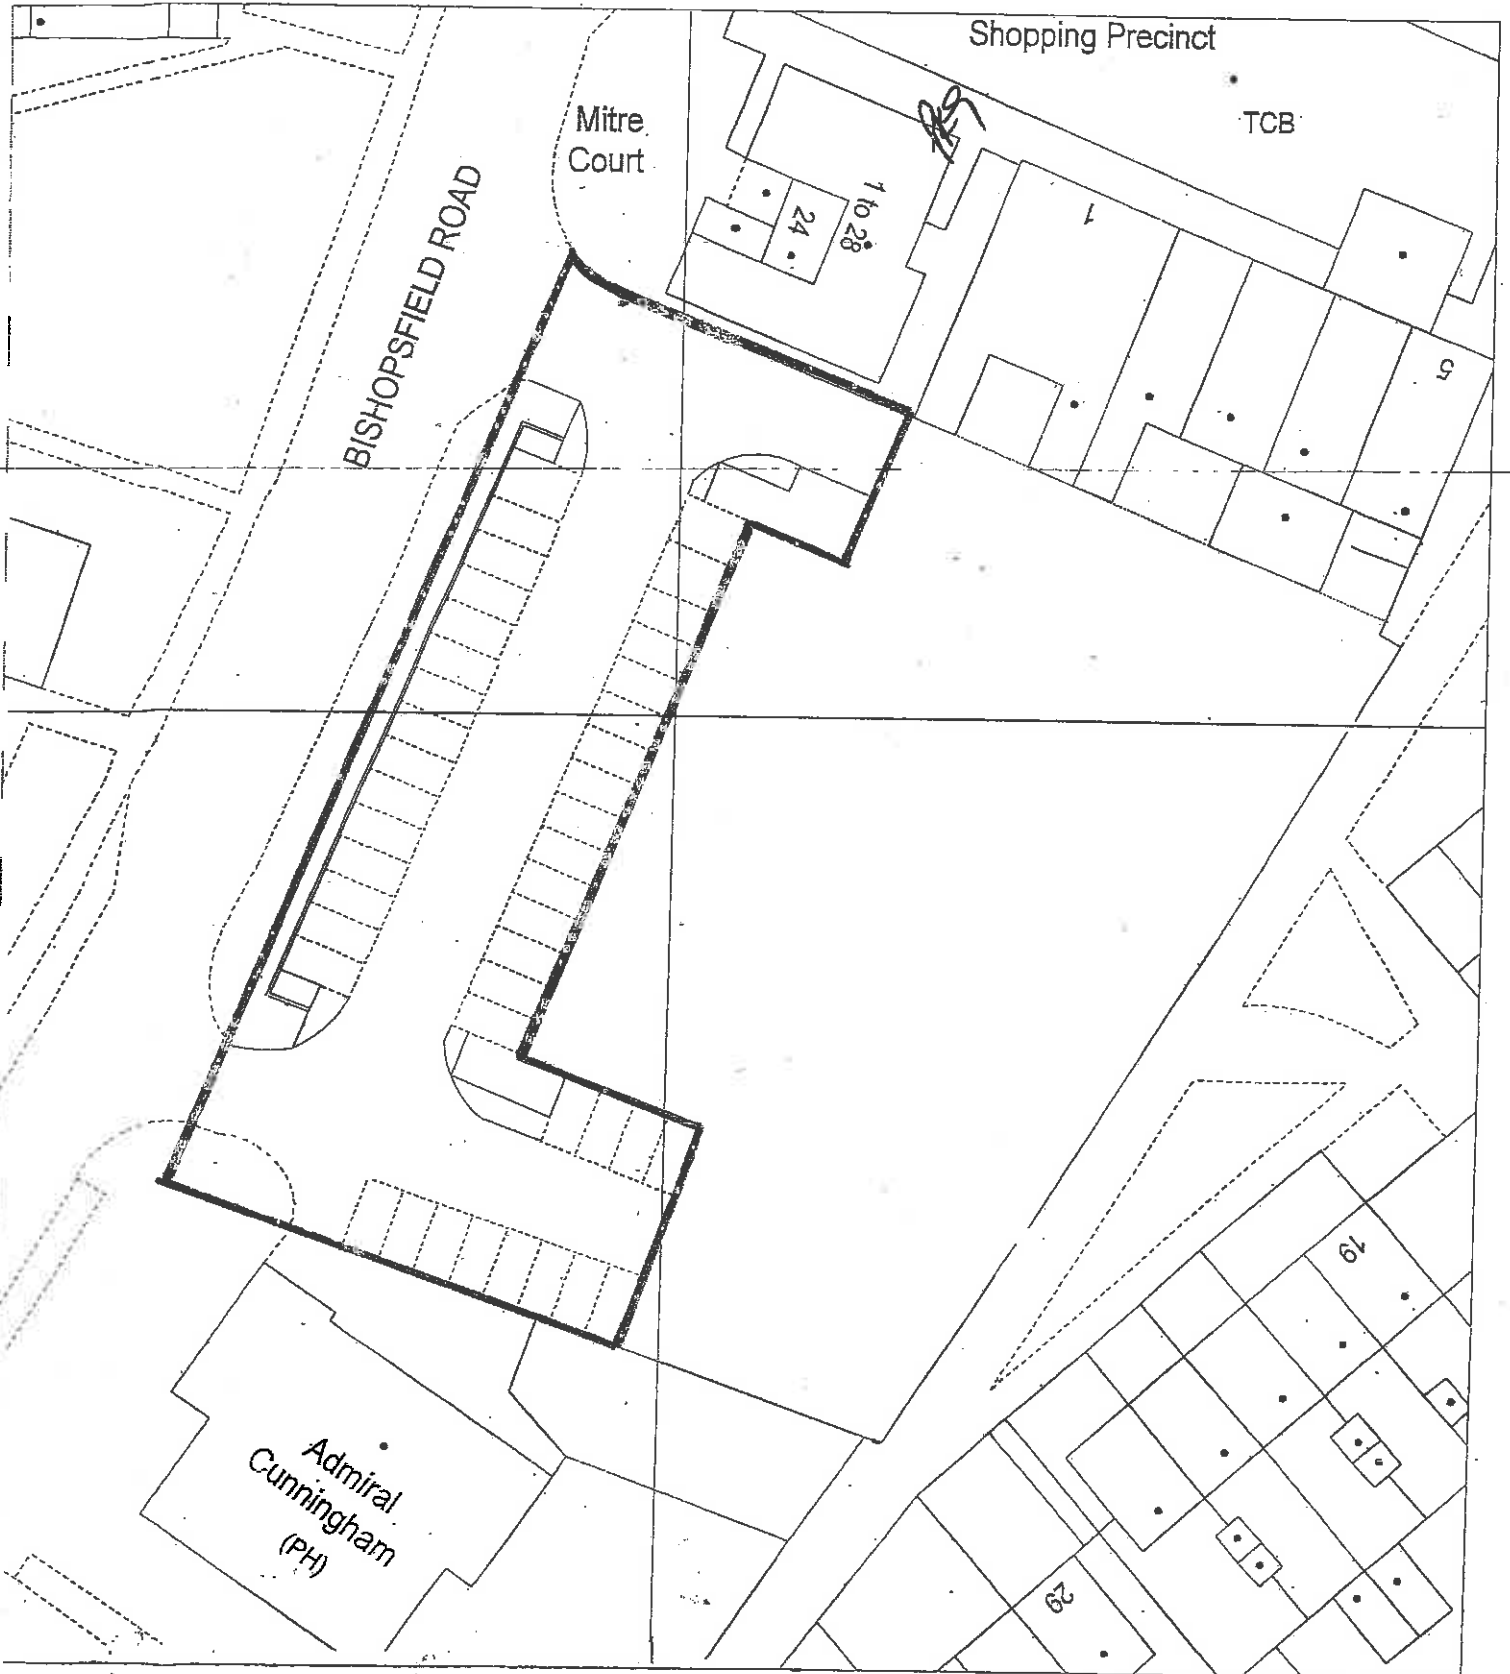 Shopping Precinct
TCB
Mitre
Court
BISHOPSFIELD ROAD
1 to 28
24
1
5
19
29
Admiral
Cunningham
(PH)